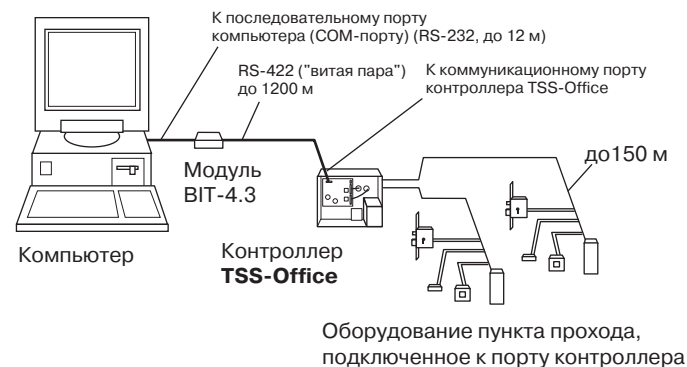 К последовательному порту
компьютера (COM-порту) (RS-232, до 12 м)
RS-422 ("витая пара")
до 1200 м
К коммуникационному порту
контроллера TSS-Office
до150 м
Модуль
BIT-4.3
Компьютер
Контроллер
TSS-Office
Оборудование пункта прохода,
подключенное к порту контроллера